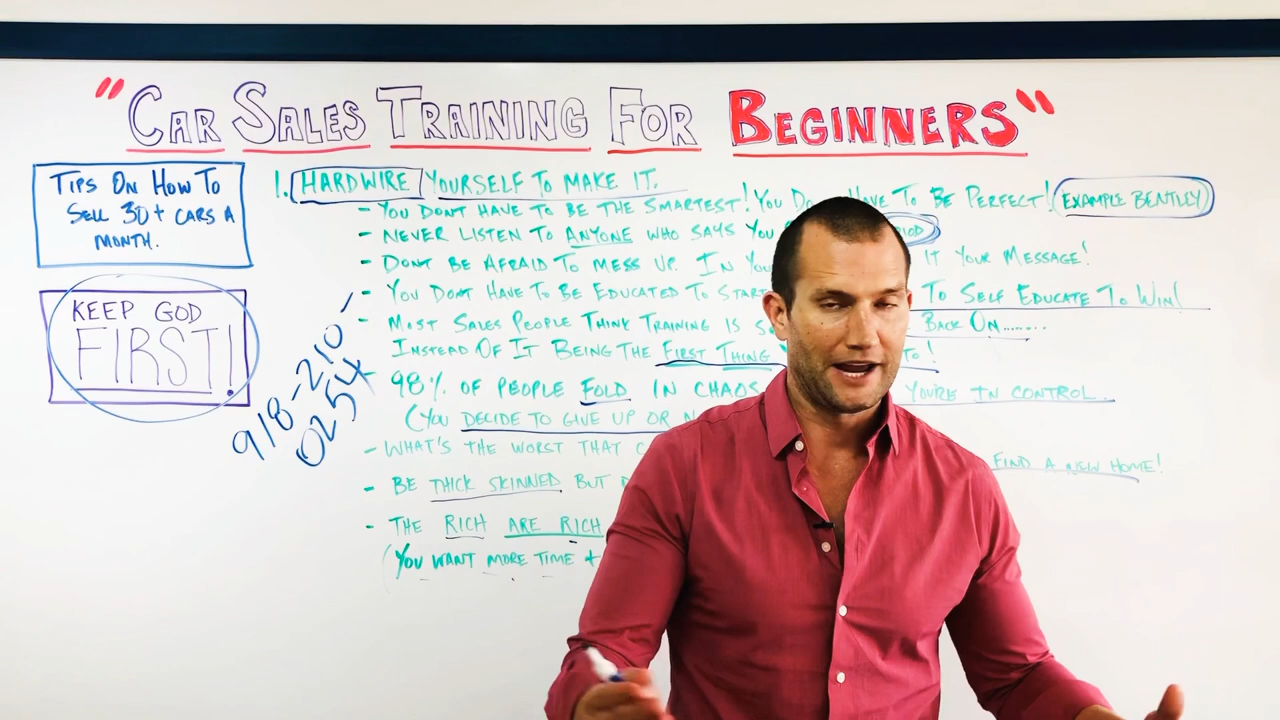 "CAR SALES TRAINING FOR BEGINNERS"
TIPS ON HOW TO
SELL 30+ CARS A
MONTH.
KEEP GOD
FIRST!
918-210-
0254
1. HARDWIRE YOURSELF TO MAKE IT.
- YOU DONT HAVE TO BE THE SMARTEST! YOU DO HAVE TO BE PERFECT! (EXAMPLE BENTLEY)
- NEVER LISTEN TO ANYONE WHO SAYS YOU
- DONT BE AFRAID TO MESS UP. IN YOU IT YOUR MESSAGE!
- YOU DONT HAVE TO BE EDUCATED TO START TO SELF EDUCATE TO WIN!
- MOST SALES PEOPLE THINK TRAINING IS BACK ON.......
INSTEAD OF IT BEING THE FIRST THING TO!
98% OF PEOPLE FOLD IN CHAOS YOU'RE IN CONTROL.
(YOU DECIDE TO GIVE UP OR
- WHAT'S THE WORST THAT FIND A NEW HOME!
- BE THICK SKINNED BUT
- THE RICH ARE RICH
(YOU WANT MORE TIME +